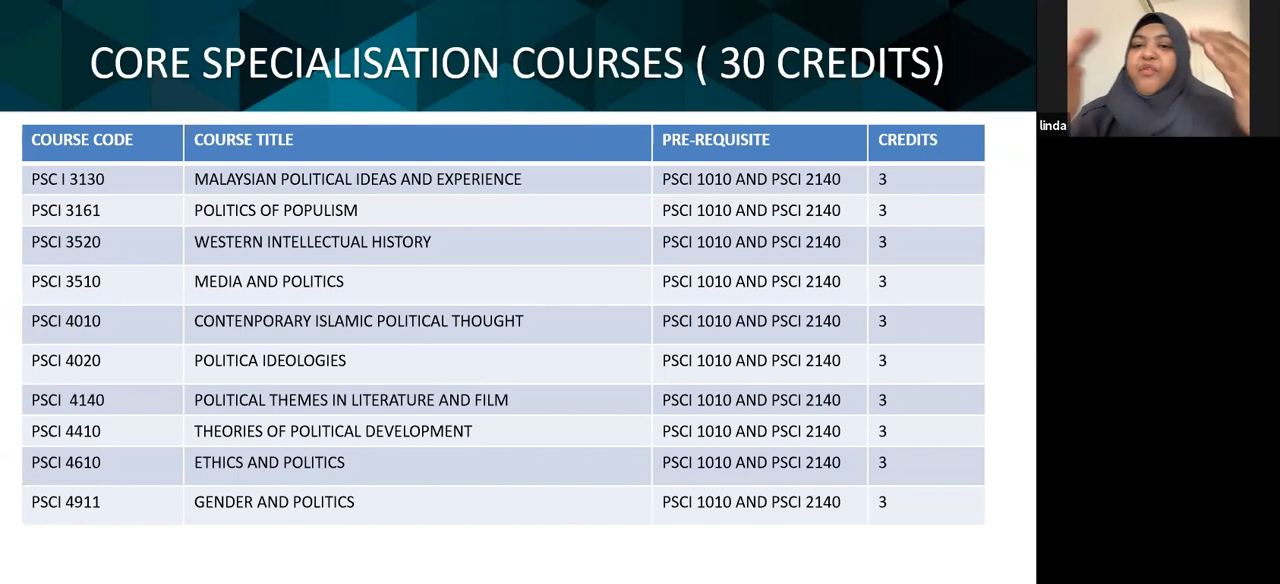 CORE SPECIALISATION COURSES ( 30 CREDITS)
linda
COURSE CODE COURSE TITLE PRE-REQUISITE CREDITS
PSC I 3130 MALAYSIAN POLITICAL IDEAS AND EXPERIENCE PSCI 1010 AND PSCI 2140 3
PSCI 3161 POLITICS OF POPULISM PSCI 1010 AND PSCI 2140 3
PSCI 3520 WESTERN INTELLECTUAL HISTORY PSCI 1010 AND PSCI 2140 3
PSCI 3510 MEDIA AND POLITICS PSCI 1010 AND PSCI 2140 3
PSCI 4010 CONTENPORARY ISLAMIC POLITICAL THOUGHT PSCI 1010 AND PSCI 2140 3
PSCI 4020 POLITICA IDEOLOGIES PSCI 1010 AND PSCI 2140 3
PSCI 4140 POLITICAL THEMES IN LITERATURE AND FILM PSCI 1010 AND PSCI 2140 3
PSCI 4410 THEORIES OF POLITICAL DEVELOPMENT PSCI 1010 AND PSCI 2140 3
PSCI 4610 ETHICS AND POLITICS PSCI 1010 AND PSCI 2140 3
PSCI 4911 GENDER AND POLITICS PSCI 1010 AND PSCI 2140 3